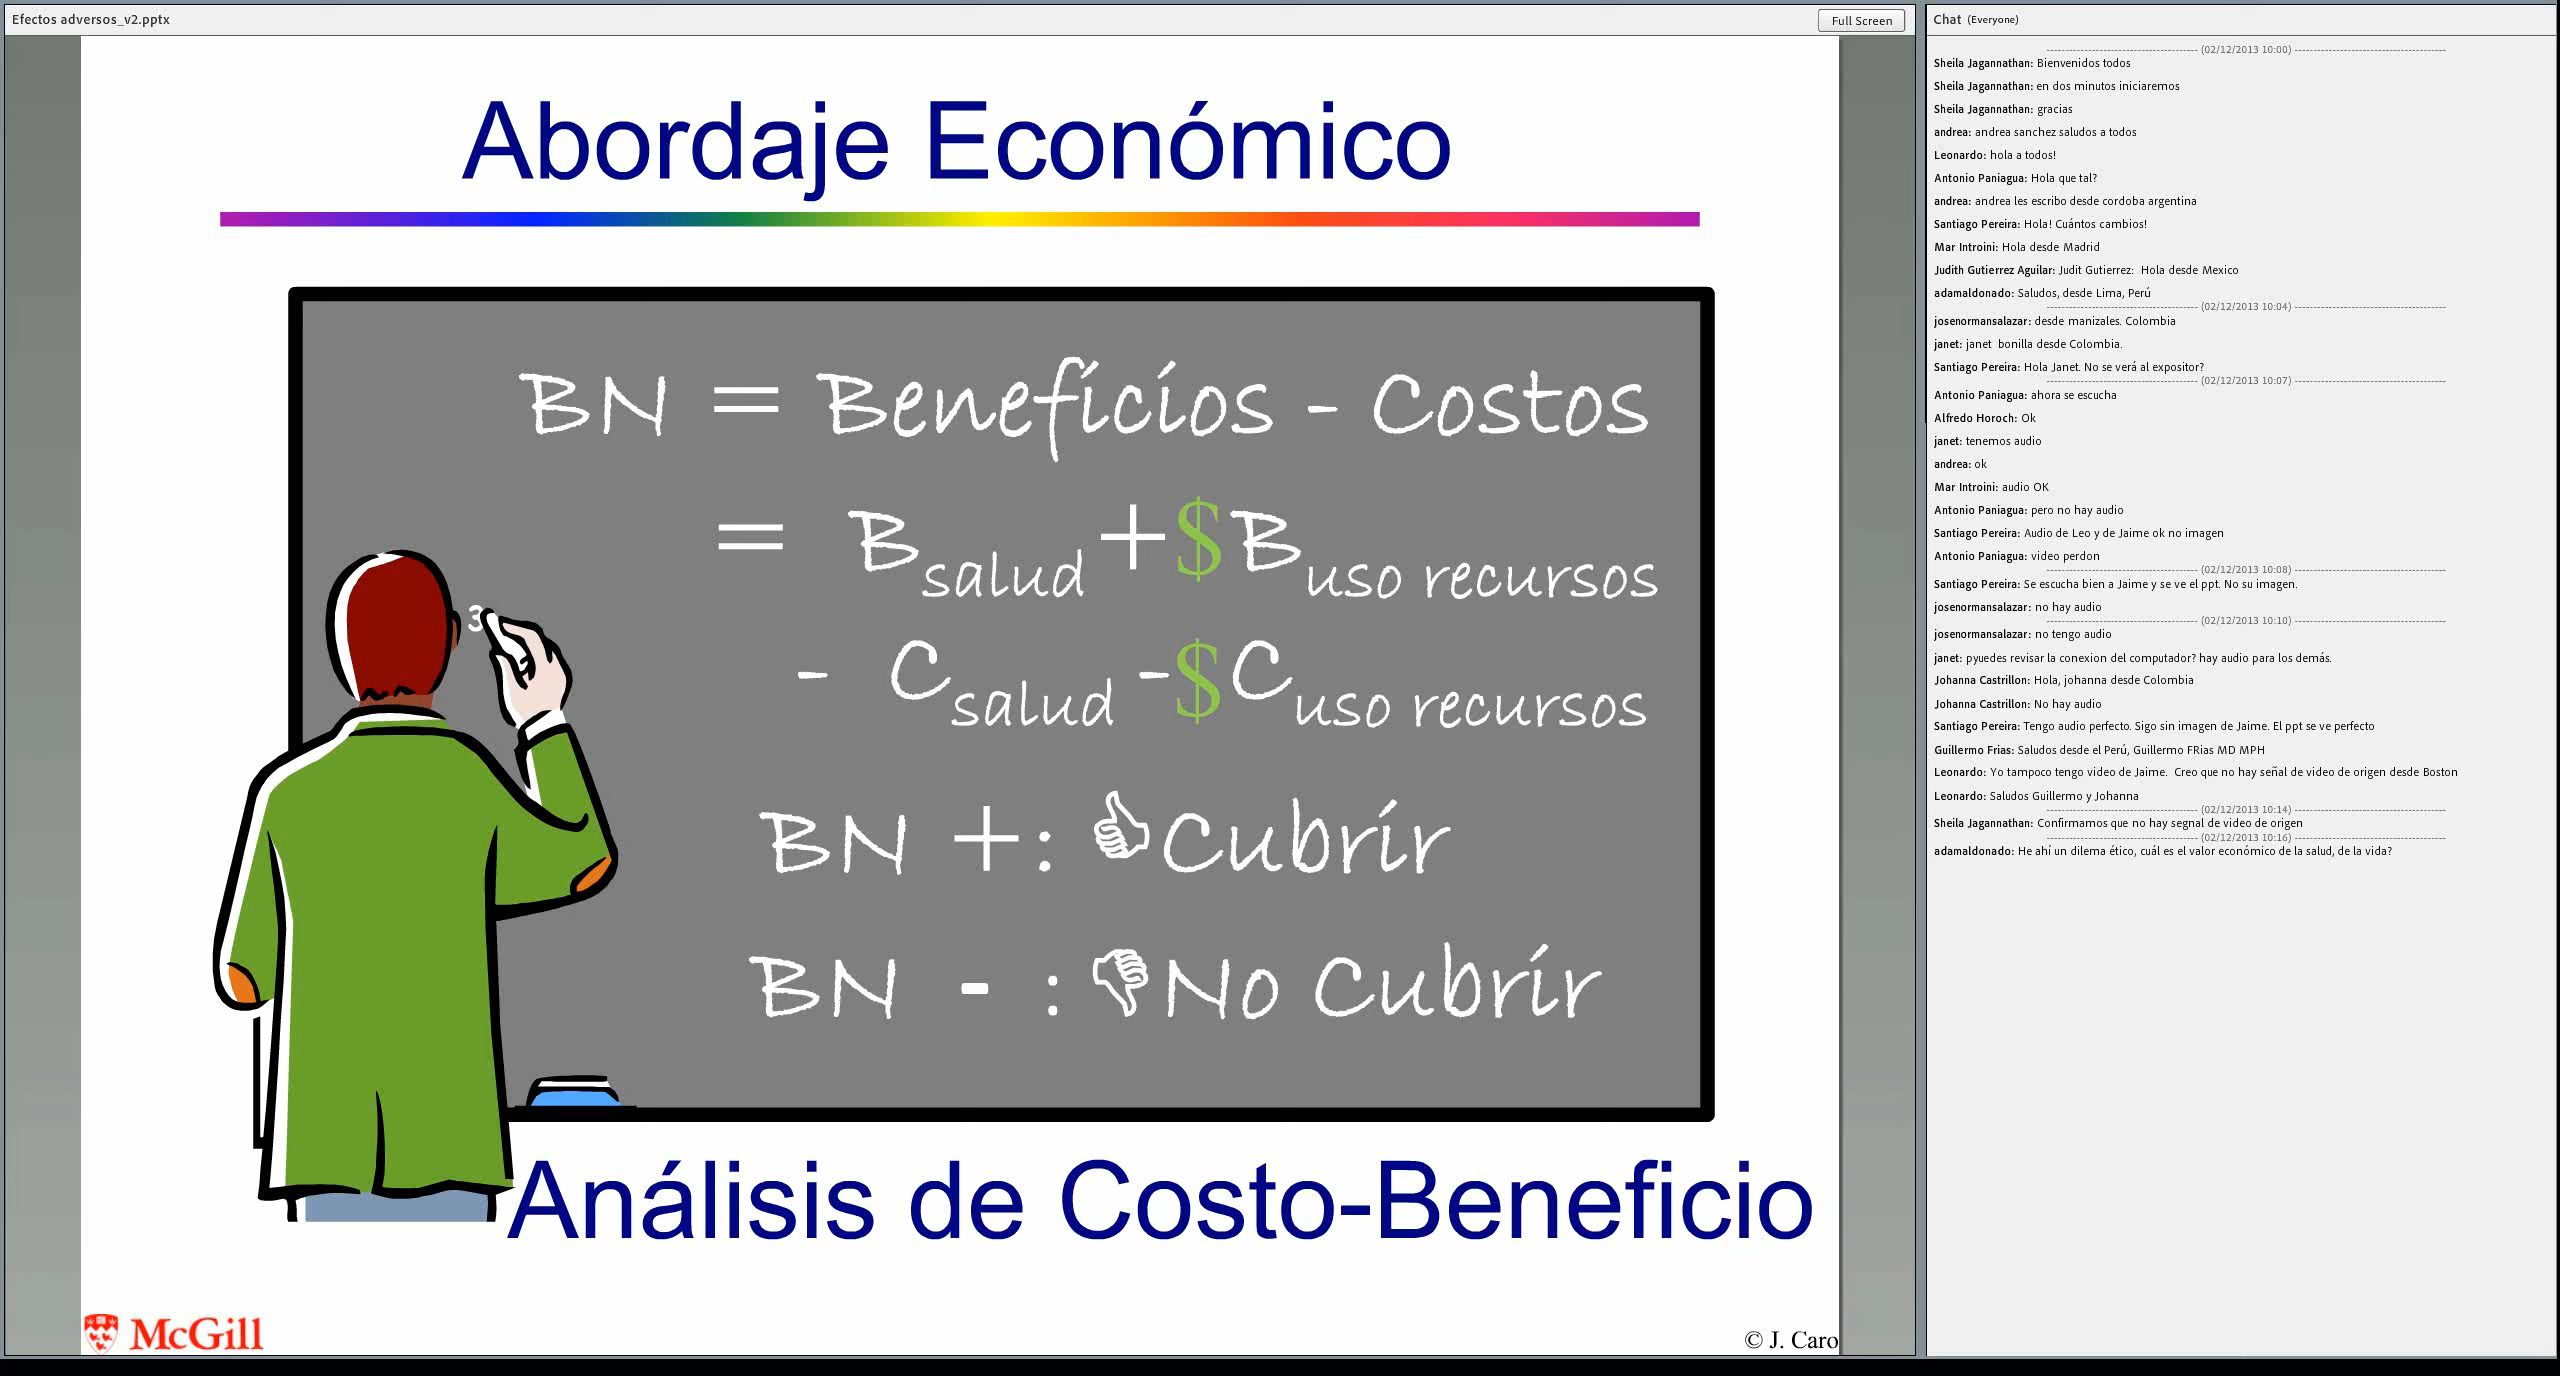 Efectos adversos_v2.pptx
Full Screen
Abordaje Económico
BN = Beneficios - Costos
= B salud + $ B uso recursos
- C salud - $ C uso recursos
3
BN +: 👍 Cubrir
BN - : 👎 No Cubrir
Análisis de Costo-Beneficio
McGill
© J. Caro
Chat (Everyone)
(02/12/2013 10:00)
Sheila Jagannathan: Bienvenidos todos
Sheila Jagannathan: en dos minutos iniciaremos
Sheila Jagannathan: gracias
andrea: andrea sanchez saludos a todos
Leonardo: hola a todos!
Antonio Paniagua: Hola que tal?
andrea: andrea les escribo desde cordoba argentina
Santiago Pereira: Hola! Cuántos cambios!
Mar Introini: Hola desde Madrid
Judith Gutierrez Aguilar: Judit Gutierrez: Hola desde Mexico
adamaldonado: Saludos, desde Lima, Perú
(02/12/2013 10:04)
josenormansalazar: desde manizales. Colombia
janet: janet bonilla desde Colombia.
Santiago Pereira: Hola Janet. No se verá al expositor?
(02/12/2013 10:07)
Antonio Paniagua: ahora se escucha
Alfredo Horoch: Ok
janet: tenemos audio
andrea: ok
Mar Introini: audio OK
Antonio Paniagua: pero no hay audio
Santiago Pereira: Audio de Leo y de Jaime ok no imagen
Antonio Paniagua: video perdon
(02/12/2013 10:08)
Santiago Pereira: Se escucha bien a Jaime y se ve el ppt. No su imagen.
josenormansalazar: no hay audio
(02/12/2013 10:10)
josenormansalazar: no tengo audio
janet: pyuedes revisar la conexion del computador? hay audio para los demás.
Johanna Castrillon: Hola, johanna desde Colombia
Johanna Castrillon: No hay audio
Santiago Pereira: Tengo audio perfecto. Sigo sin imagen de Jaime. El ppt se ve perfecto
Guillermo Frias: Saludos desde el Perú, Guillermo FRias MD MPH
Leonardo: Yo tampoco tengo video de Jaime. Creo que no hay señal de video de origen desde Boston
Leonardo: Saludos Guillermo y Johanna
(02/12/2013 10:14)
Sheila Jagannathan: Confirmamos que no hay segnal de video de origen
(02/12/2013 10:16)
adamaldonado: He ahí un dilema ético, cuál es el valor económico de la salud, de la vida?